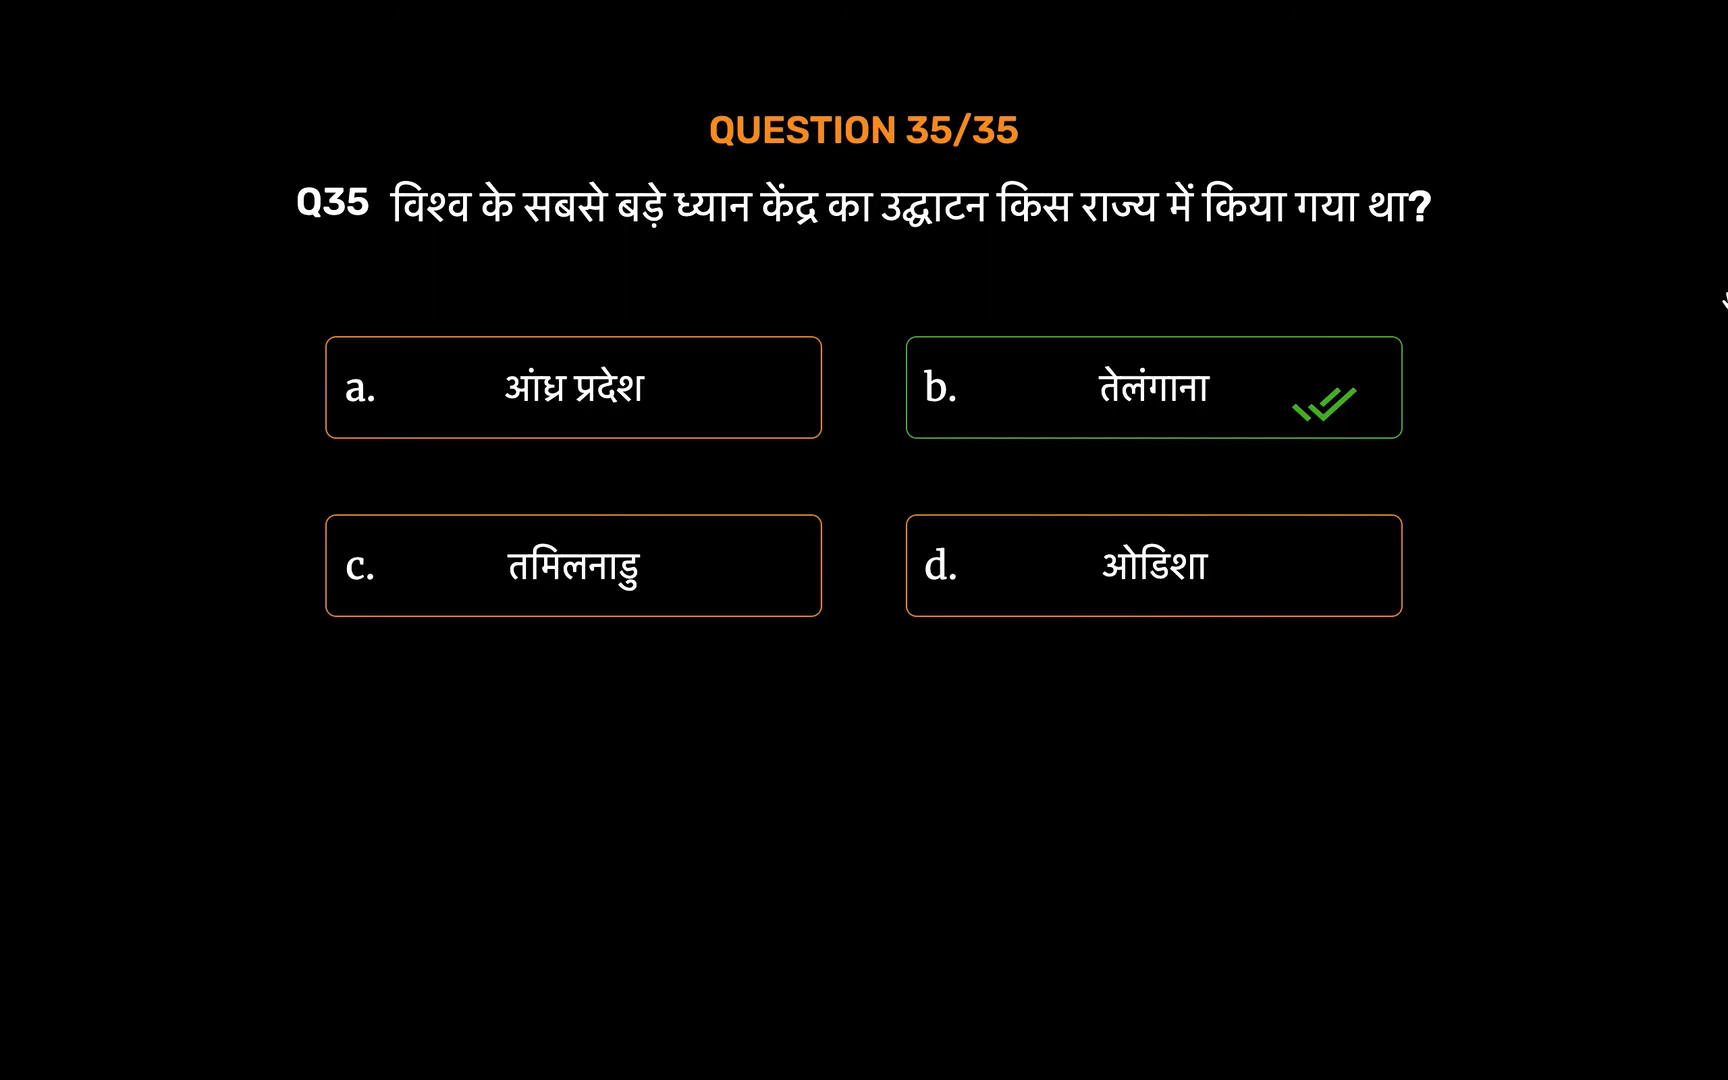 QUESTION 35/35
Q35 विश्व के सबसे बड़े ध्यान केंद्र का उद्घाटन किस राज्य में किया गया था?
a. आंध्र प्रदेश
b. तेलंगाना
c. तमिलनाडु
d. ओडिशा